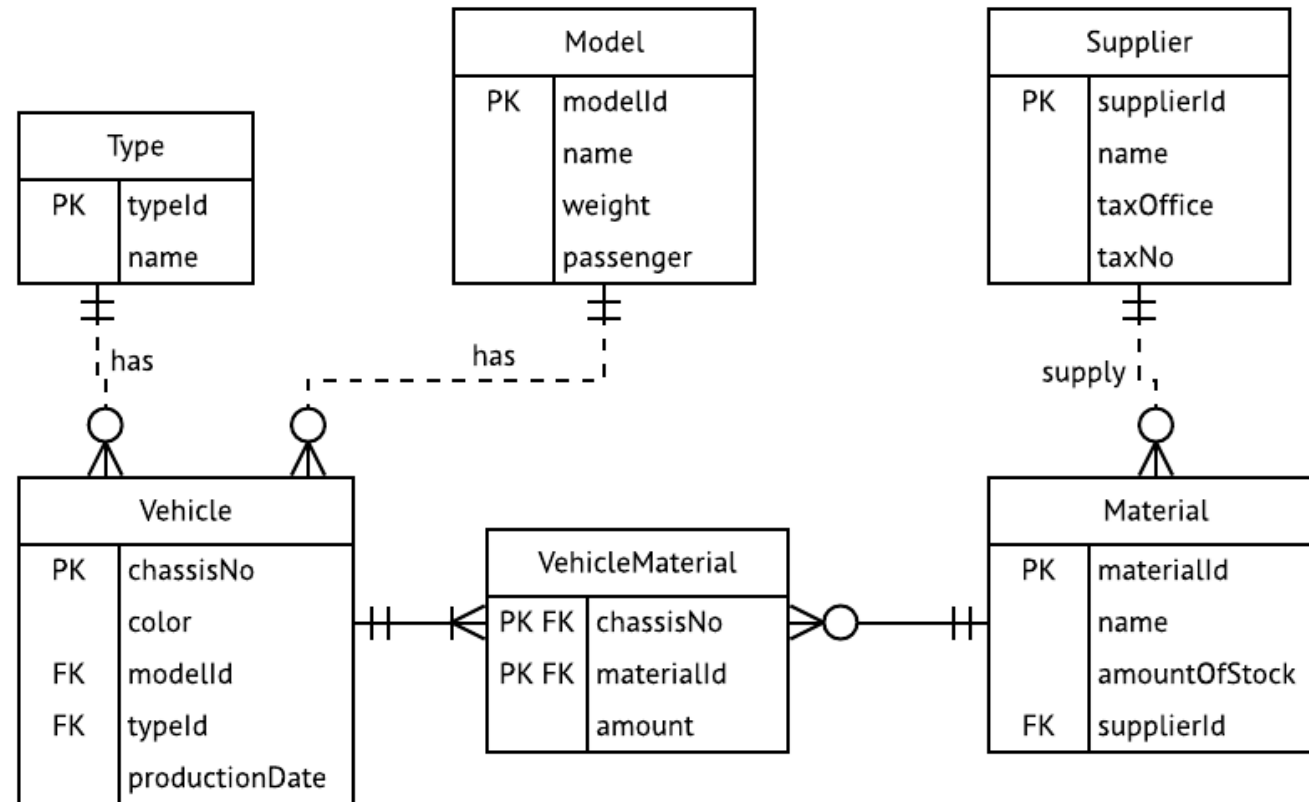 Model
PK modelId
name
weight
passenger
Supplier
PK supplierId
name
taxOffice
taxNo
Type
PK typeId
name
has
has
supply
Vehicle
PK chassisNo
color
FK modelId
FK typeId
productionDate
VehicleMaterial
PK FK chassisNo
PK FK materialId
amount
Material
PK materialId
name
amountOfStock
FK supplierId